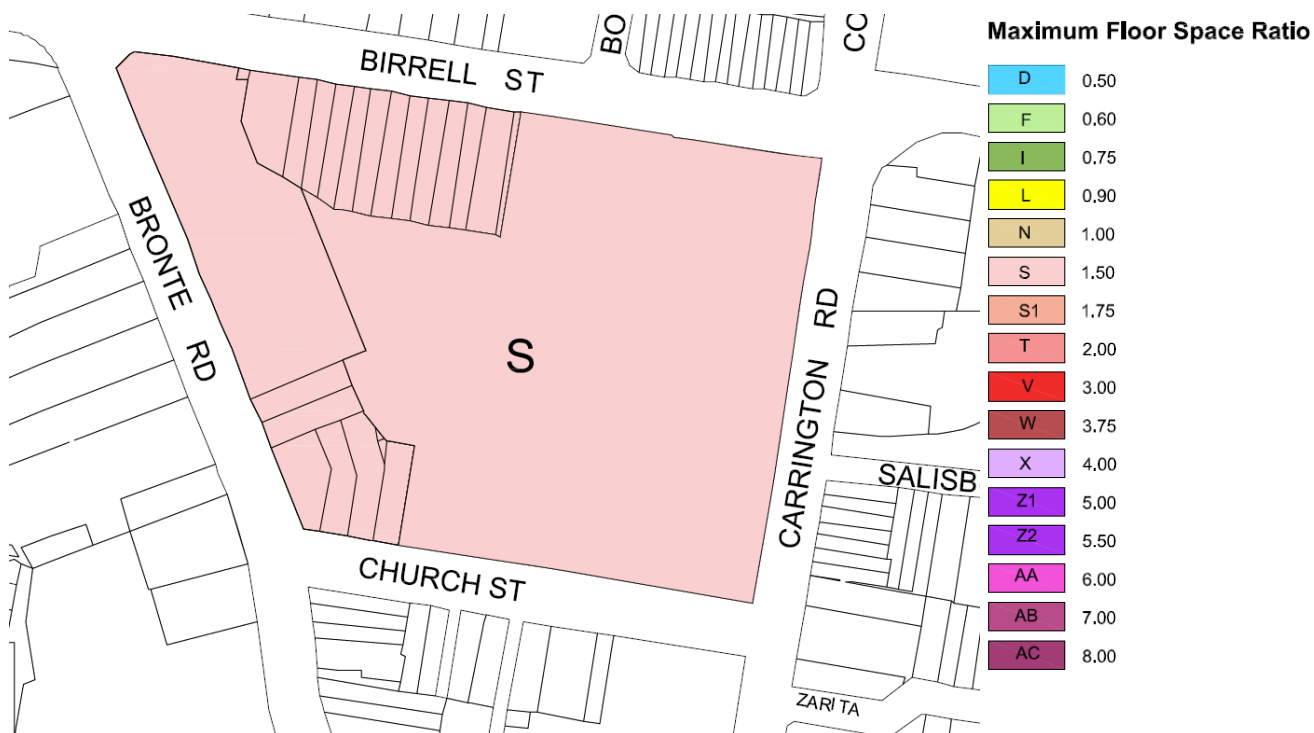 BIRRELL ST
BO
CO
BRONTE RD
S
CARRINGTON RD
SALISB
CHURCH ST
ZARITA
Maximum Floor Space Ratio
D 0.50
F 0.60
I 0.75
L 0.90
N 1.00
S 1.50
S1 1.75
T 2.00
V 3.00
W 3.75
X 4.00
Z1 5.00
Z2 5.50
AA 6.00
AB 7.00
AC 8.00